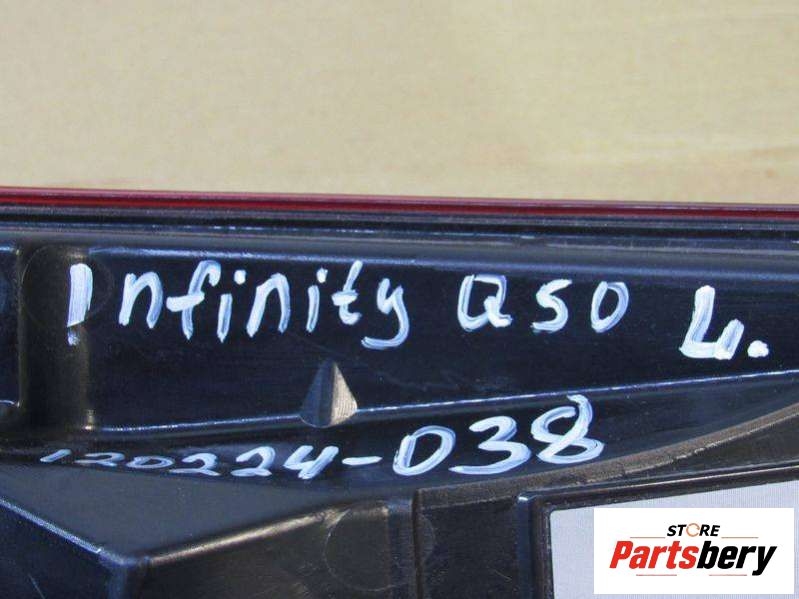 Infinity Q50 L.
120224-038
STORE
Partsbery